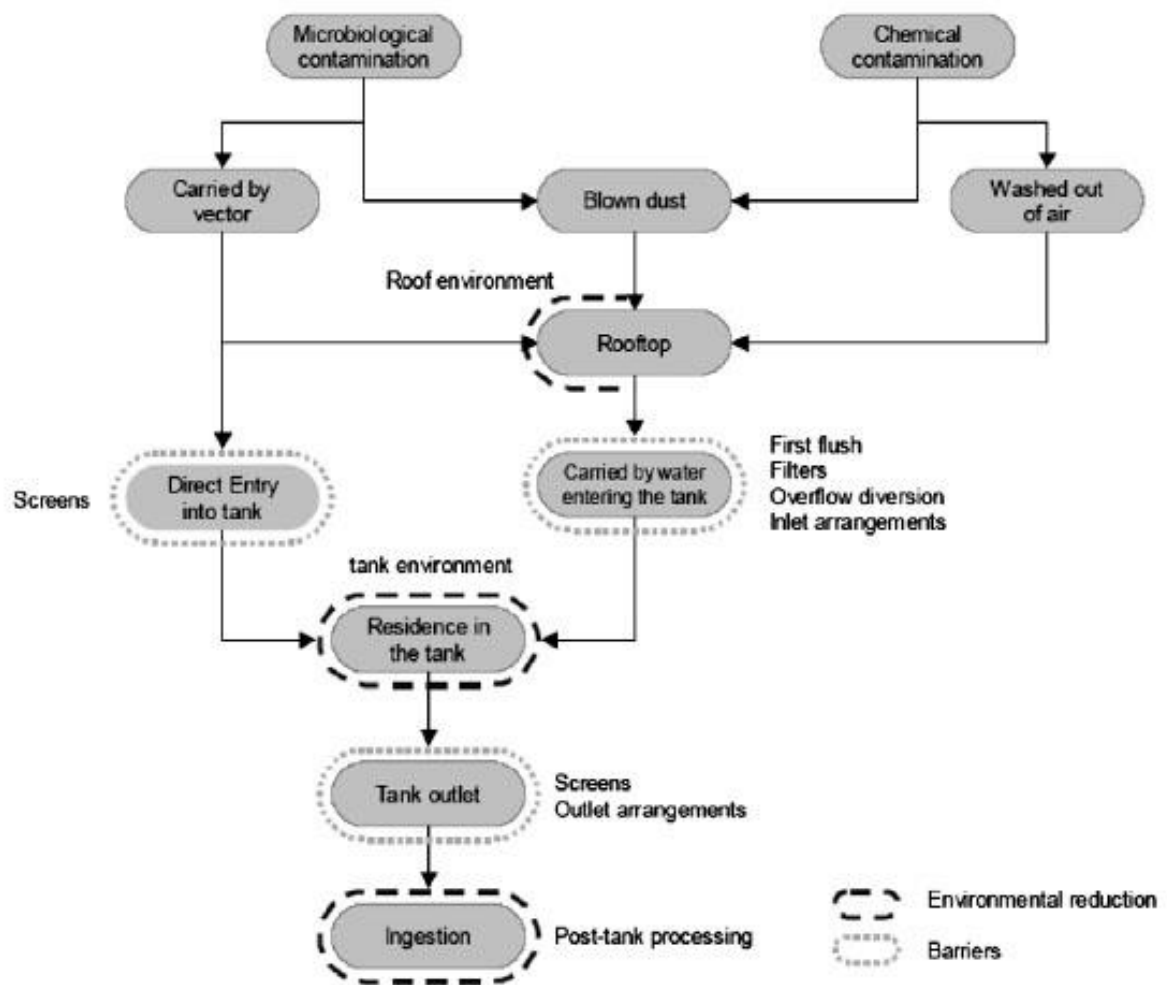 Microbiological
contamination
Chemical
contamination
Carried by
vector
Blown dust
Washed out
of air
Roof environment
Rooftop
Screens
Direct Entry
into tank
Carried by water
entering the tank
First flush
Filters
Overflow diversion
Inlet arrangements
tank environment
Residence in
the tank
Tank outlet
Screens
Outlet arrangements
Ingestion
Post-tank processing
Environmental reduction
Barriers